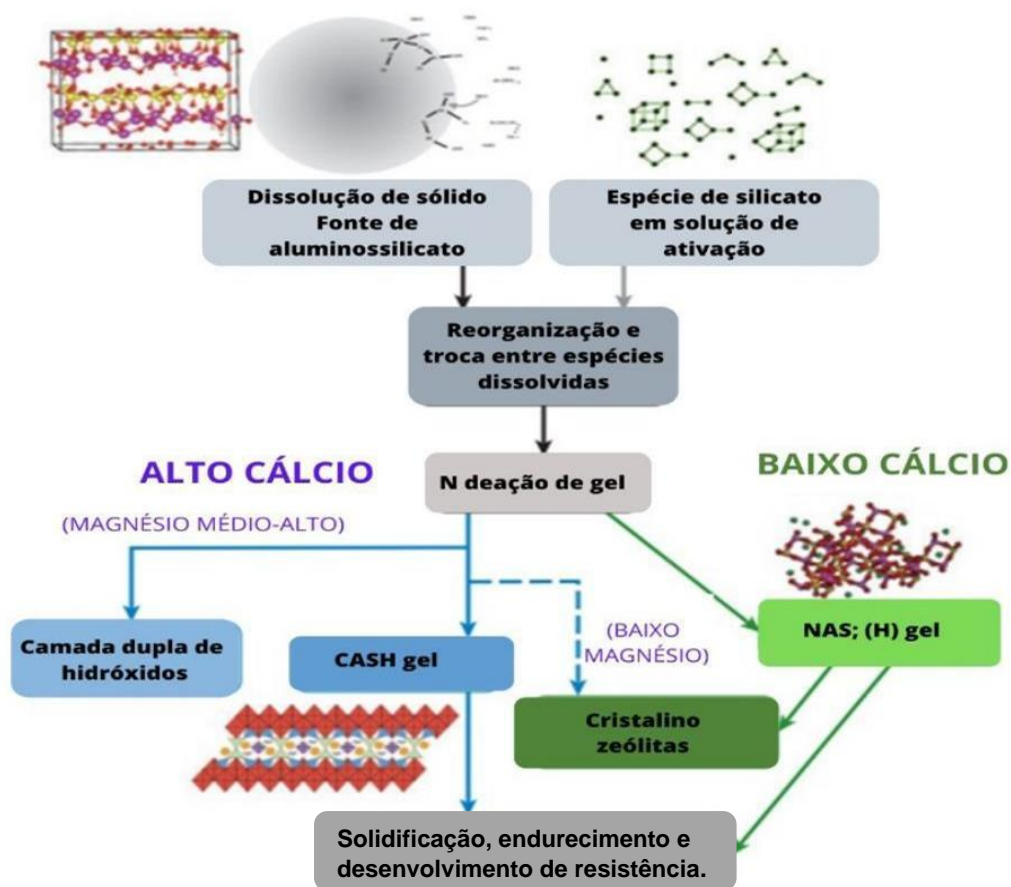 Dissolução de sólido
Fonte de
aluminossilicato
Espécie de silicato
em solução de
ativação
Reorganização e
troca entre espécies
dissolvidas
ALTO CÁLCIO
BAIXO CÁLCIO
N deação de gel
(MAGNÉSIO MÉDIO-ALTO)
Camada dupla de
hidróxidos
CASH gel
(BAIXO
MAGNÉSIO)
NAS; (H) gel
Cristalino
zeólitas
Solidificação, endurecimento e
desenvolvimento de resistência.